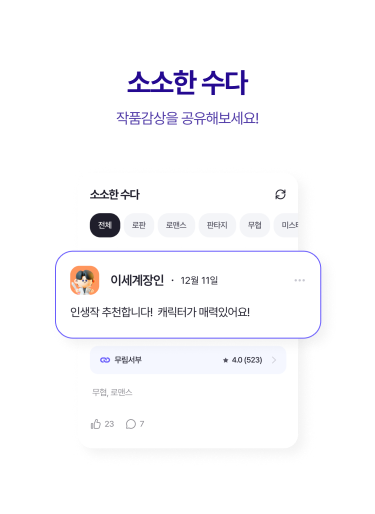 소소한 수다
작품감상을 공유해보세요!
소소한 수다
전체 로판 로맨스 판타지 무협
이세계장인 · 12월 11일
인생작 추천합니다! 캐릭터가 매력있어요!
무림서부 ★ 4.0 (523)
무협, 로맨스
23 7